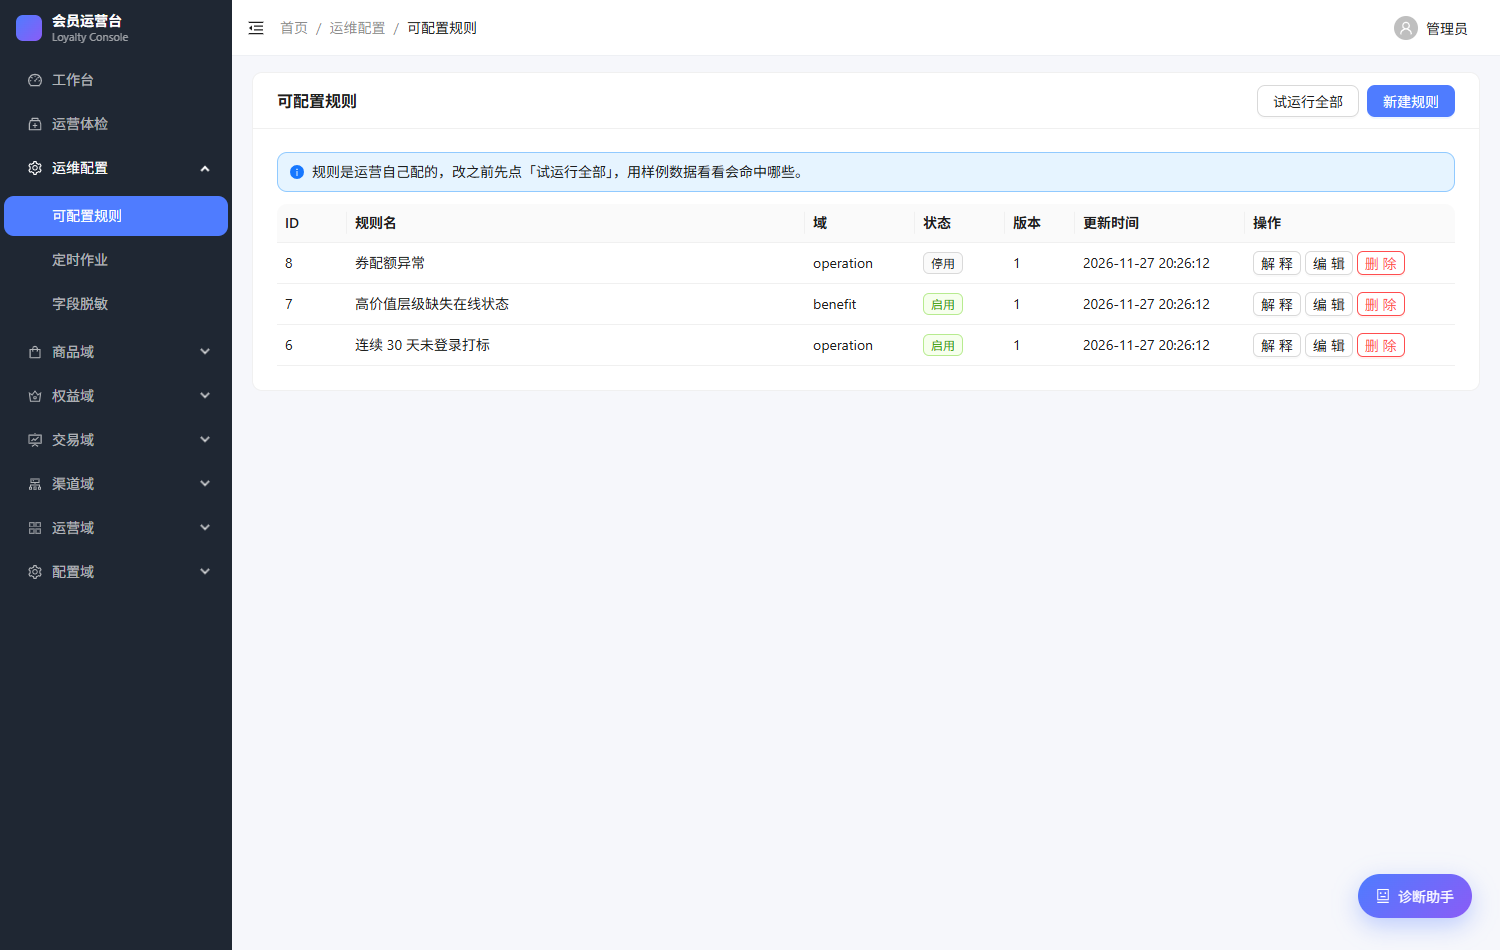 会员运营台
Loyalty Console
工作台
运营体检
运维配置
可配置规则
定时作业
字段脱敏
商品域
权益域
交易域
渠道域
运营域
配置域
首页 / 运维配置 / 可配置规则
管理员
可配置规则
试运行全部
新建规则
规则是运营自己配的，改之前先点「试运行全部」，用样例数据看看会命中哪些。
ID 规则名 域 状态 版本 更新时间 操作
8 券配额异常 operation 停用 1 2026-11-27 20:26:12 解释 编辑 删除
7 高价值层级缺失在线状态 benefit 启用 1 2026-11-27 20:26:12 解释 编辑 删除
6 连续 30 天未登录打标 operation 启用 1 2026-11-27 20:26:12 解释 编辑 删除
诊断助手